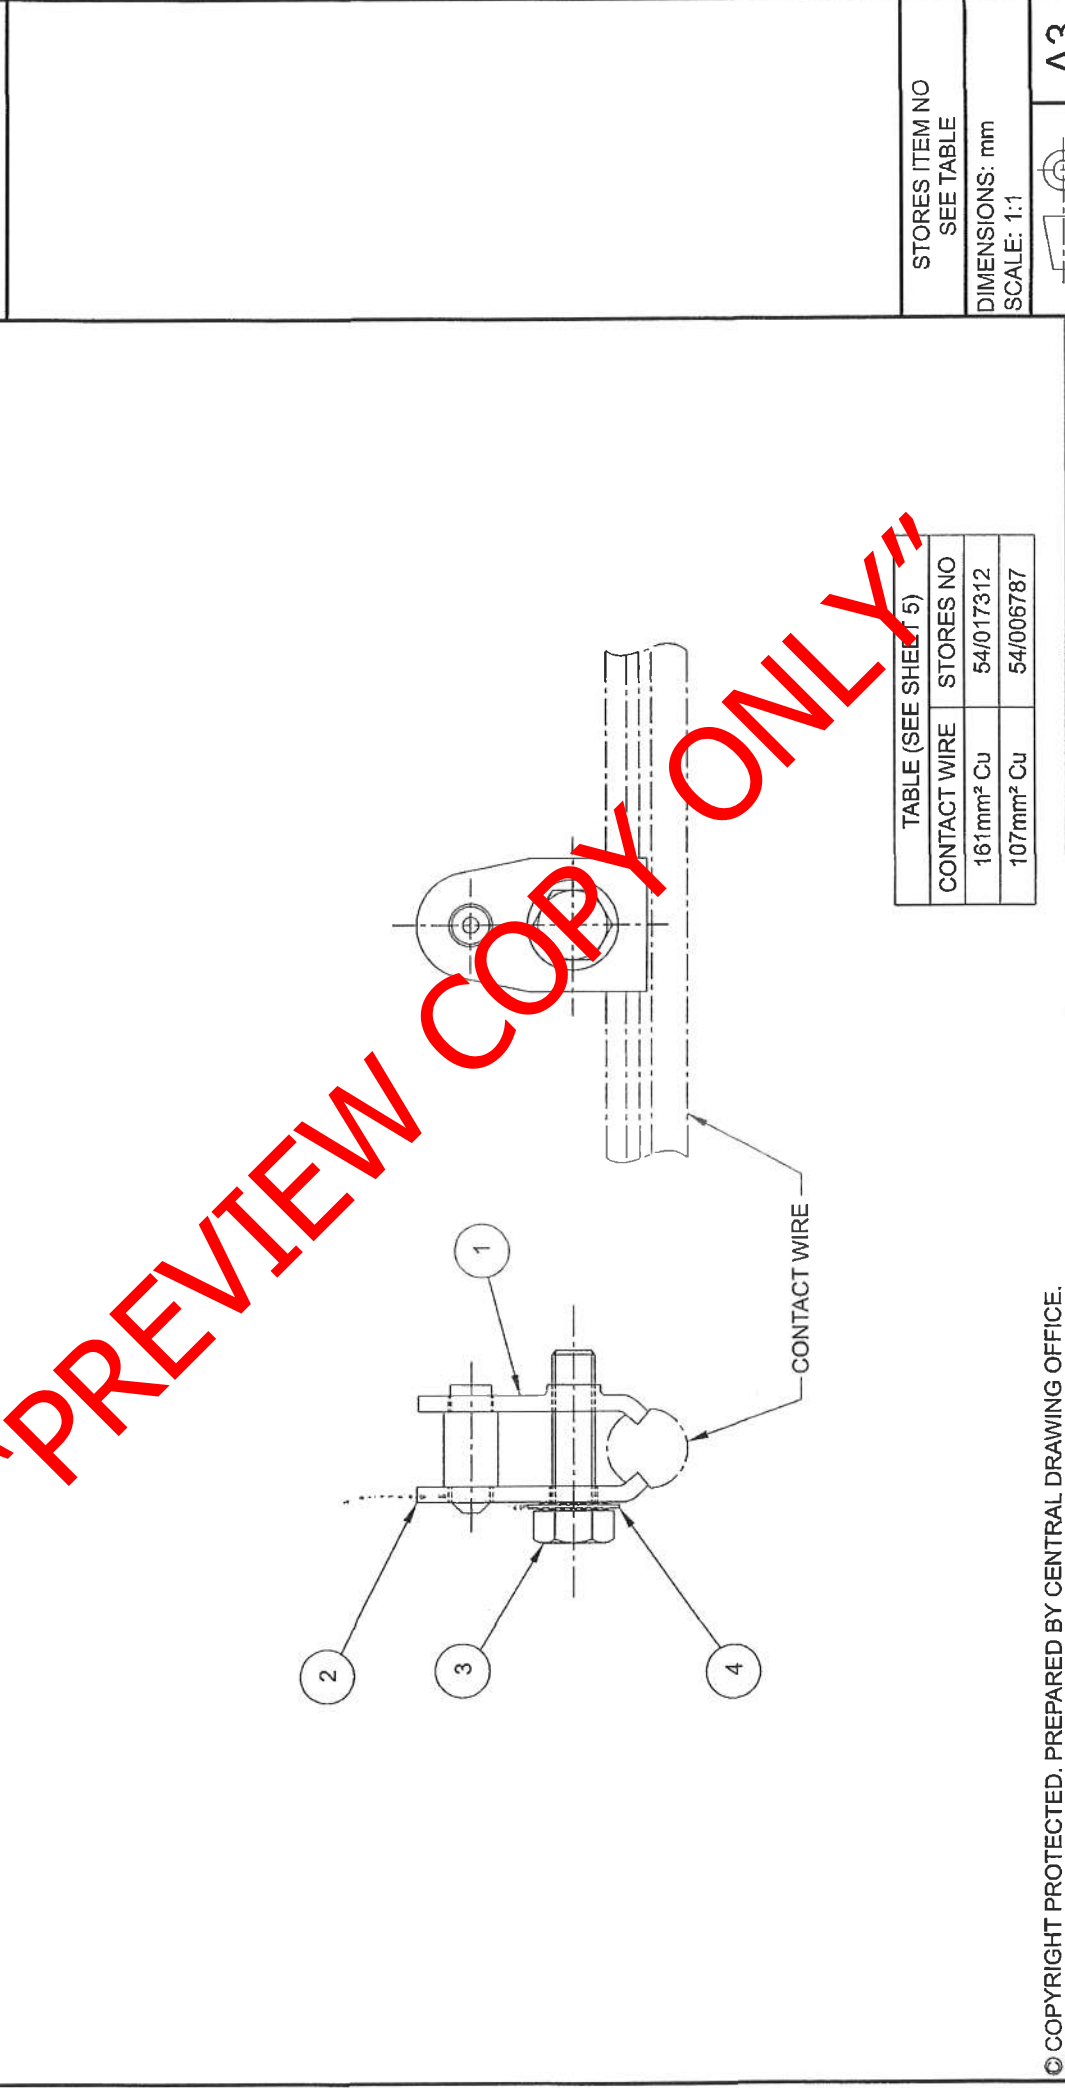 2
3
4
1
CONTACT WIRE
TABLE (SEE SHEET 5)
CONTACT WIRE STORES NO
161mm² Cu 54/017312
107mm² Cu 54/006787
STORES ITEM NO
SEE TABLE
DIMENSIONS: mm
SCALE: 1:1
A3
© COPYRIGHT PROTECTED. PREPARED BY CENTRAL DRAWING OFFICE.
“PREVIEW COPY ONLY”